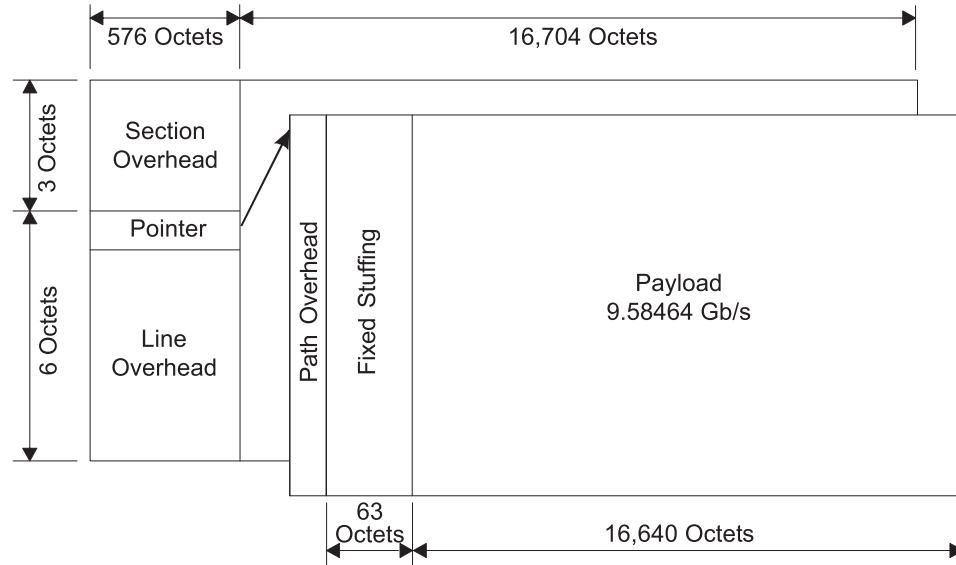 576 Octets
16,704 Octets
3 Octets
Section
Overhead
Pointer
6 Octets
Line
Overhead
Path Overhead
Fixed Stuffing
Payload
9.58464 Gb/s
63
Octets
16,640 Octets